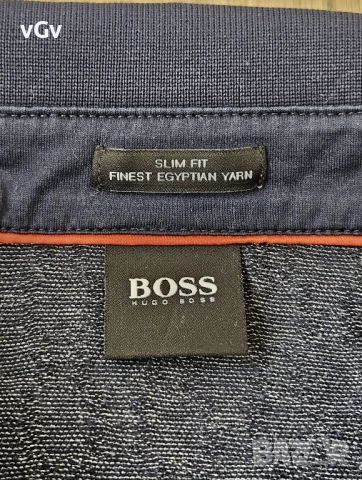 vGv
SLIM FIT
FINEST EGYPTIAN YARN
BOSS
HUGO BOSS